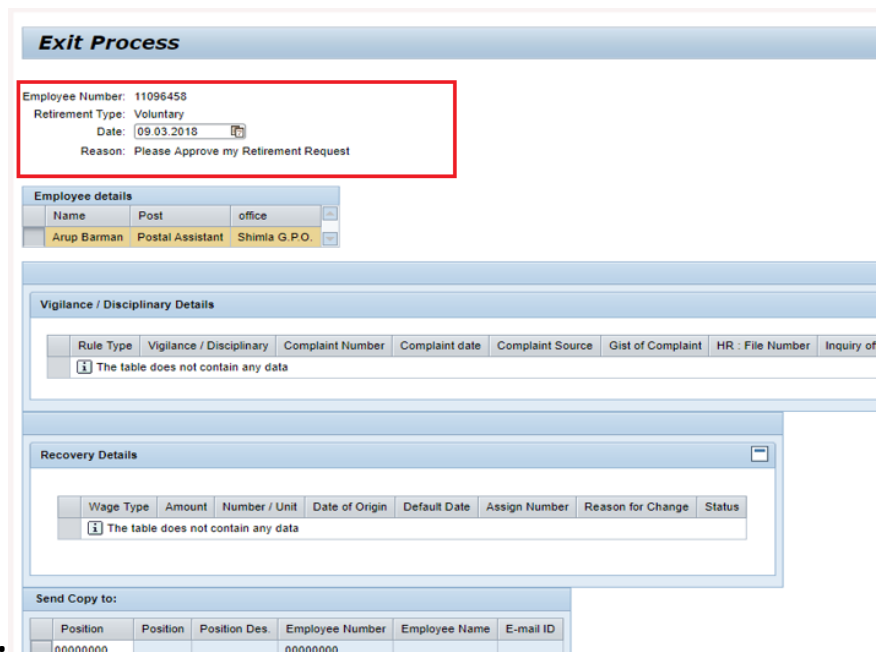 Exit Process
Employee Number: 11096458
Retirement Type: Voluntary
Date: 09.03.2018
Reason: Please Approve my Retirement Request
Employee details
Name Post office
Arup Barman Postal Assistant Shimla G.P.O.
Vigilance / Disciplinary Details
Rule Type Vigilance / Disciplinary Complaint Number Complaint date Complaint Source Gist of Complaint HR : File Number Inquiry of
The table does not contain any data
Recovery Details
Wage Type Amount Number / Unit Date of Origin Default Date Assign Number Reason for Change Status
The table does not contain any data
Send Copy to:
Position Position Position Des. Employee Number Employee Name E-mail ID
00000000 00000000